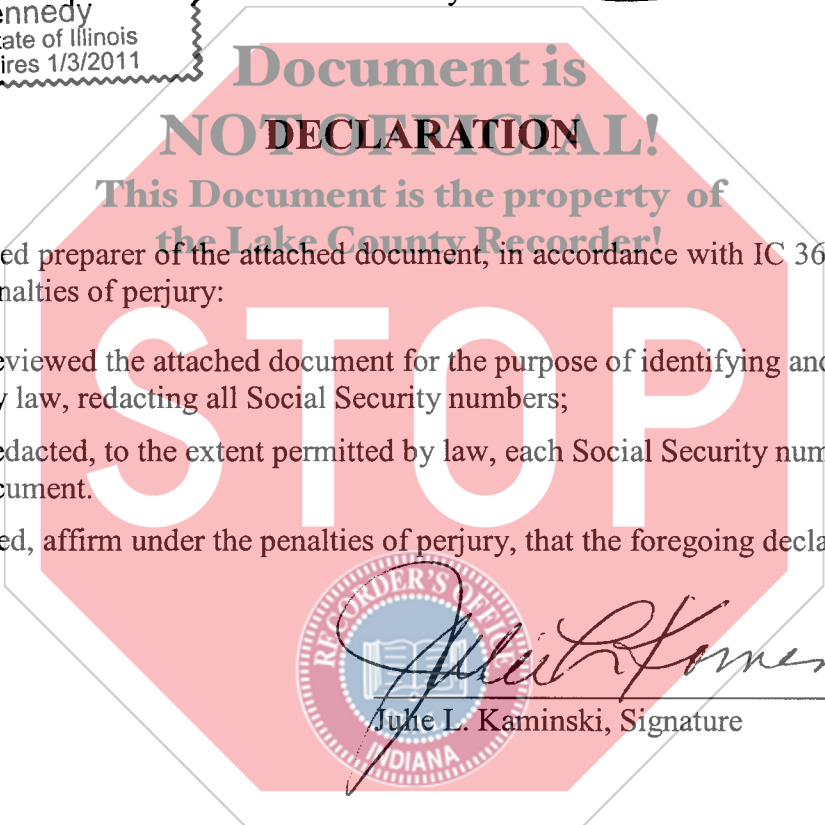 ennedy
ate of Illinois
ires 1/3/2011
Document is
NOT OFFICIAL!
DECLARATION
This Document is the property of
the Lake County Recorder!
ed preparer of the attached document, in accordance with IC 36
nalties of perjury:
eviewed the attached document for the purpose of identifying and
y law, redacting all Social Security numbers;
edacted, to the extent permitted by law, each Social Security num
cument.
ed, affirm under the penalties of perjury, that the foregoing decla
STOP
RECORDER'S OFFICE
INDIANA
Julie L. Kaminski, Signature